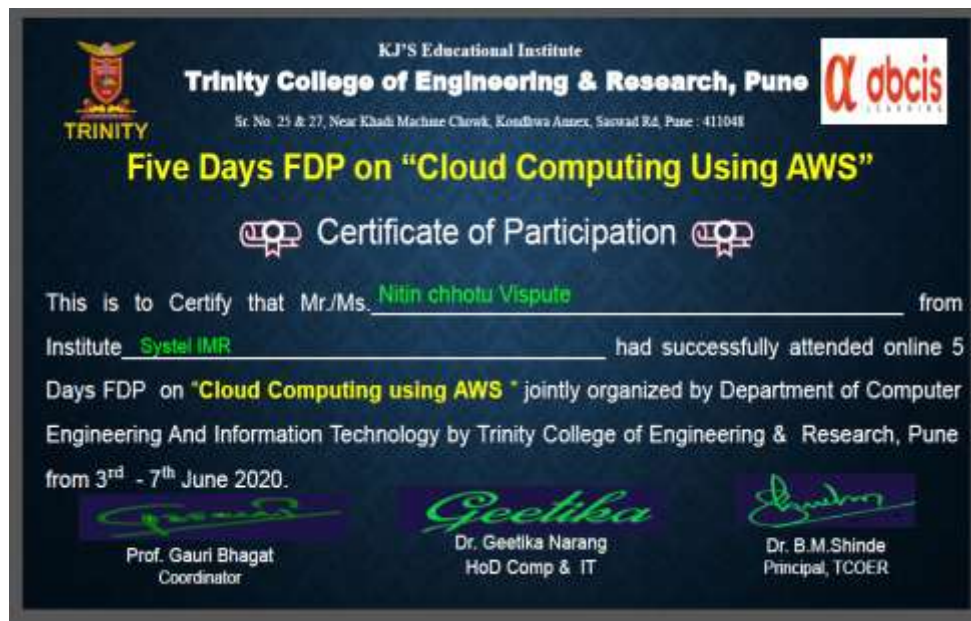 KJ'S Educational Institute
Trinity College of Engineering & Research, Pune
α abcis
LEARNING
TRINITY
Sr. No. 25 & 27, Near Khadi Machine Chowk, Kondhwa Annex, Saswad Rd, Pune : 411048
Five Days FDP on “Cloud Computing Using AWS”
Certificate of Participation
This is to Certify that Mr./Ms. Nitin chhotu Vispute from
Institute Systel IMR had successfully attended online 5
Days FDP on "Cloud Computing using AWS " jointly organized by Department of Computer
Engineering And Information Technology by Trinity College of Engineering & Research, Pune
from 3rd - 7th June 2020.
Geetika
Prof. Gauri Bhagat
Coordinator
Dr. Geetika Narang
HoD Comp & IT
Dr. B.M.Shinde
Principal, TCOER